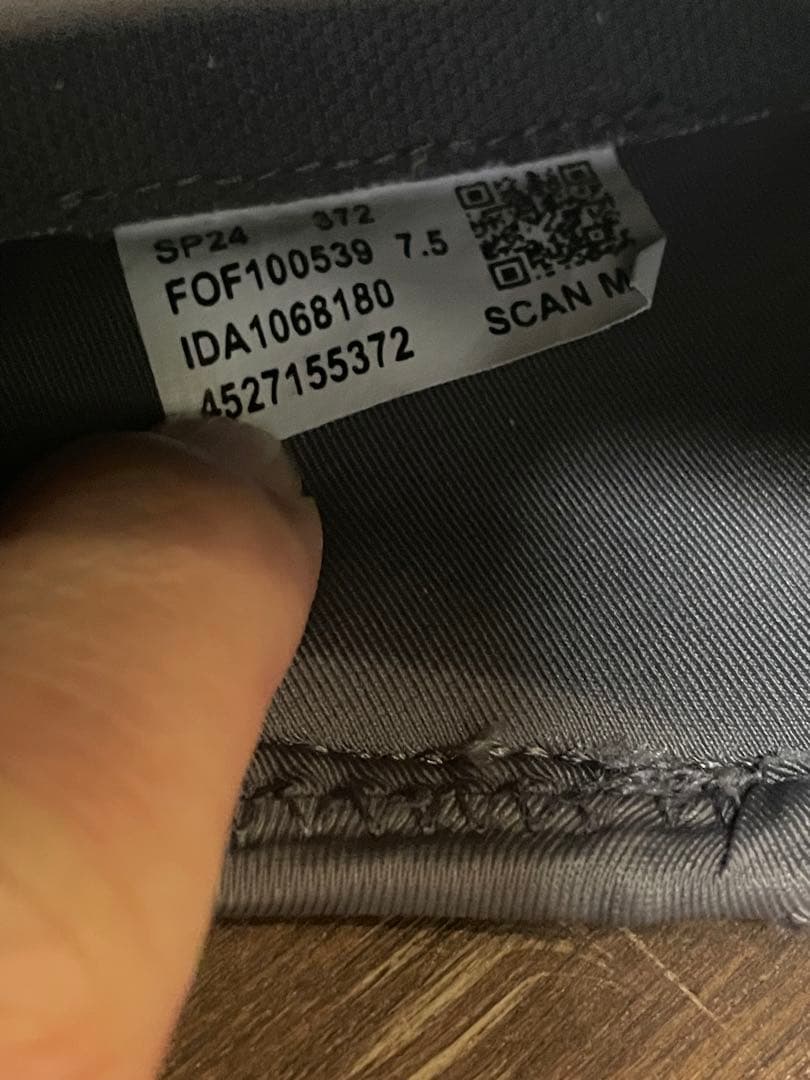 SP24 372
FOF100539 7.5
IDA1068180
4527155372
SCAN M